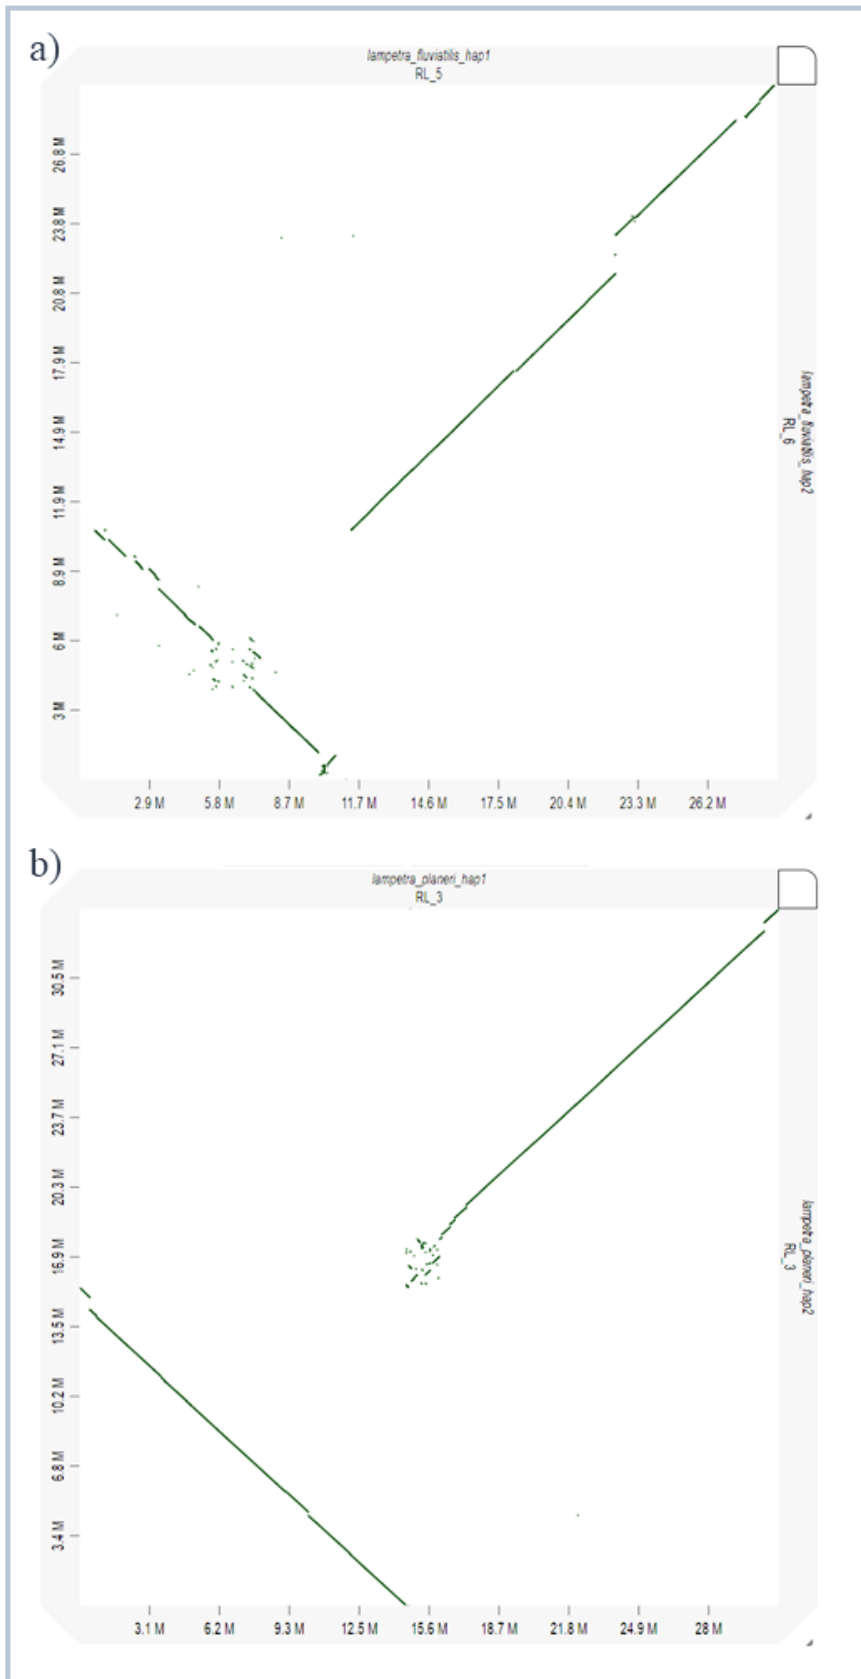 a)
lampetra_fluviatilis_hap1
RL_5
26.8 M
23.8 M
20.8 M
17.9 M
14.9 M
11.9 M
8.9 M
6 M
3 M
lampetra_fluviatilis_hap2
RL_6
2.9 M 5.8 M 8.7 M 11.7 M 14.6 M 17.5 M 20.4 M 23.3 M 26.2 M
b)
lampetra_planeri_hap1
RL_3
30.5 M
27.1 M
23.7 M
20.3 M
16.9 M
13.5 M
10.2 M
6.8 M
3.4 M
lampetra_planeri_hap2
RL_3
3.1 M 6.2 M 9.3 M 12.5 M 15.6 M 18.7 M 21.8 M 24.9 M 28 M